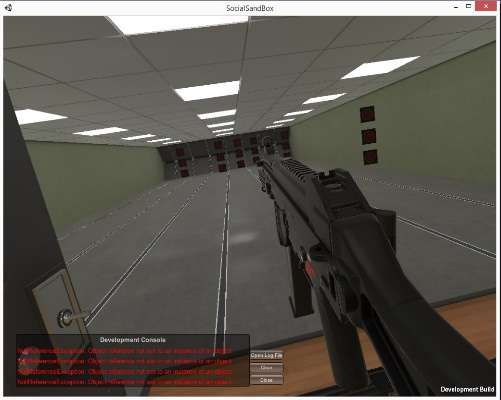 SocialSandBox
Development Console
NullReferenceException: Object reference not set to an instance of an object
NullReferenceException: Object reference not set to an instance of an object
NullReferenceException: Object reference not set to an instance of an object
NullReferenceException: Object reference not set to an instance of an object
Open Log File
Clear
Close
Development Build